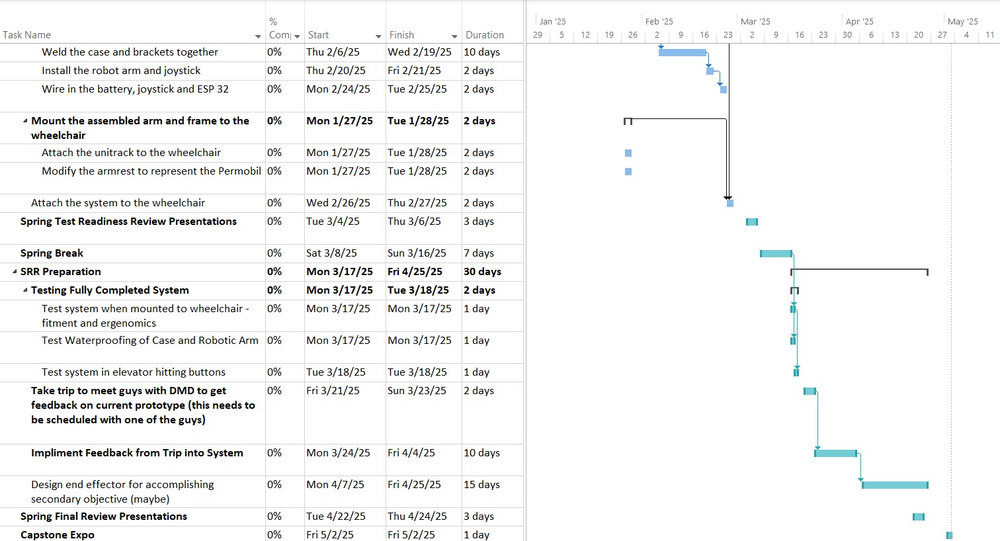 Jan '25 Feb '25 Mar '25 Apr '25 May '25
%
Task Name Comp Start Finish Duration 29 5 12 19 26 2 9 16 23 2 9 16 23 30 6 13 20 27 4 11
Weld the case and brackets together 0% Thu 2/6/25 Wed 2/19/25 10 days
Install the robot arm and joystick 0% Thu 2/20/25 Fri 2/21/25 2 days
Wire in the battery, joystick and ESP 32 0% Mon 2/24/25 Tue 2/25/25 2 days
Mount the assembled arm and frame to the 0% Mon 1/27/25 Tue 1/28/25 2 days
wheelchair
Attach the unitrack to the wheelchair 0% Mon 1/27/25 Tue 1/28/25 2 days
Modify the armrest to represent the Permobil 0% Mon 1/27/25 Tue 1/28/25 2 days
Attach the system to the wheelchair 0% Wed 2/26/25 Thu 2/27/25 2 days
Spring Test Readiness Review Presentations 0% Tue 3/4/25 Thu 3/6/25 3 days
Spring Break 0% Sat 3/8/25 Sun 3/16/25 7 days
SRR Preparation 0% Mon 3/17/25 Fri 4/25/25 30 days
Testing Fully Completed System 0% Mon 3/17/25 Tue 3/18/25 2 days
Test system when mounted to wheelchair - 0% Mon 3/17/25 Mon 3/17/25 1 day
fitment and ergenomics
Test Waterproofing of Case and Robotic Arm 0% Mon 3/17/25 Mon 3/17/25 1 day
Test system in elevator hitting buttons 0% Tue 3/18/25 Tue 3/18/25 1 day
Take trip to meet guys with DMD to get 0% Fri 3/21/25 Sun 3/23/25 2 days
feedback on current prototype (this needs to
be scheduled with one of the guys)
Impliment Feedback from Trip into System 0% Mon 3/24/25 Fri 4/4/25 10 days
Design end effector for accomplishing 0% Mon 4/7/25 Fri 4/25/25 15 days
secondary objective (maybe)
Spring Final Review Presentations 0% Tue 4/22/25 Thu 4/24/25 3 days
Capstone Expo 0% Fri 5/2/25 Fri 5/2/25 1 day